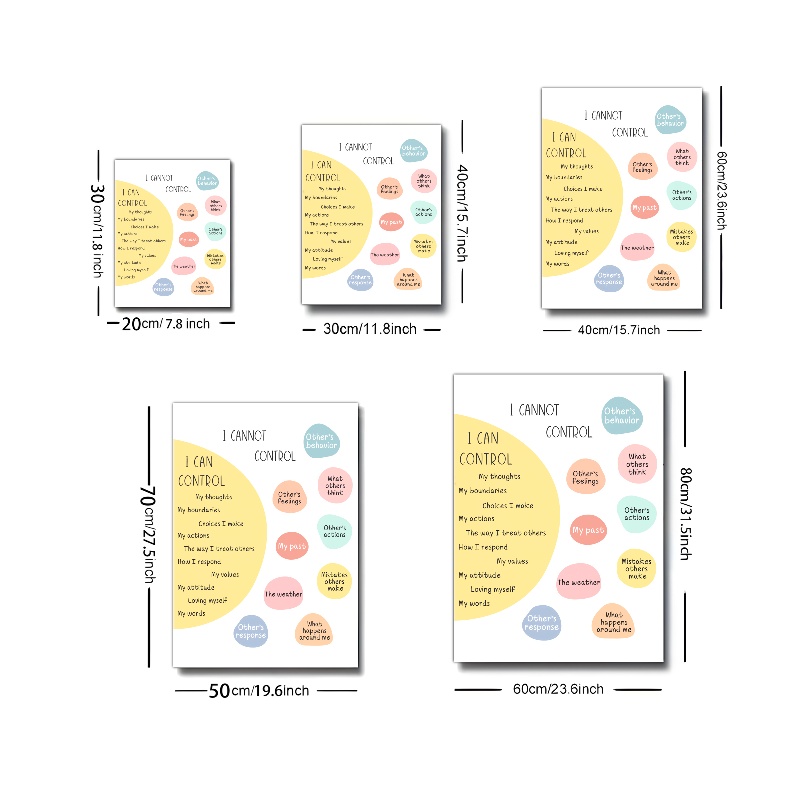 I CANNOT
CONTROL
Other's
behavior
I CAN
CONTROL
My thoughts
My boundaries
Choices I make
My actions
The way I treat others
How I respond
My values
My attitude
Loving myself
My words
Other's
feelings
What
others
think
My past
Other's
actions
The weather
Mistakes
others
make
Other's
response
What
happens
around me
30cm/11.8 inch
20cm/7.8 inch
I CANNOT
CONTROL
Other's
behavior
I CAN
CONTROL
My thoughts
My boundaries
Choices I make
My actions
The way I treat others
How I respond
My values
My attitude
Loving myself
My words
Other's
feelings
What
others
think
My past
Other's
actions
The weather
Mistakes
others
make
Other's
response
What
happens
around me
40cm/15.7inch
30cm/11.8inch
I CANNOT
CONTROL
Other's
behavior
I CAN
CONTROL
My thoughts
My boundaries
Choices I make
My actions
The way I treat others
How I respond
My values
My attitude
Loving myself
My words
Other's
feelings
What
others
think
My past
Other's
actions
The weather
Mistakes
others
make
Other's
response
What
happens
around me
60cm/23.6inch
40cm/15.7inch
70cm/27.5inch
I CANNOT
CONTROL
Other's
behavior
I CAN
CONTROL
My thoughts
My boundaries
Choices I make
My actions
The way I treat others
How I respond
My values
My attitude
Loving myself
My words
Other's
feelings
What
others
think
My past
Other's
actions
The weather
Mistakes
others
make
Other's
response
What
happens
around me
50cm/19.6inch
I CANNOT
CONTROL
Other's
behavior
I CAN
CONTROL
My thoughts
My boundaries
Choices I make
My actions
The way I treat others
How I respond
My values
My attitude
Loving myself
My words
Other's
feelings
What
others
think
My past
Other's
actions
The weather
Mistakes
others
make
Other's
response
What
happens
around me
80cm/31.5inch
60cm/23.6inch